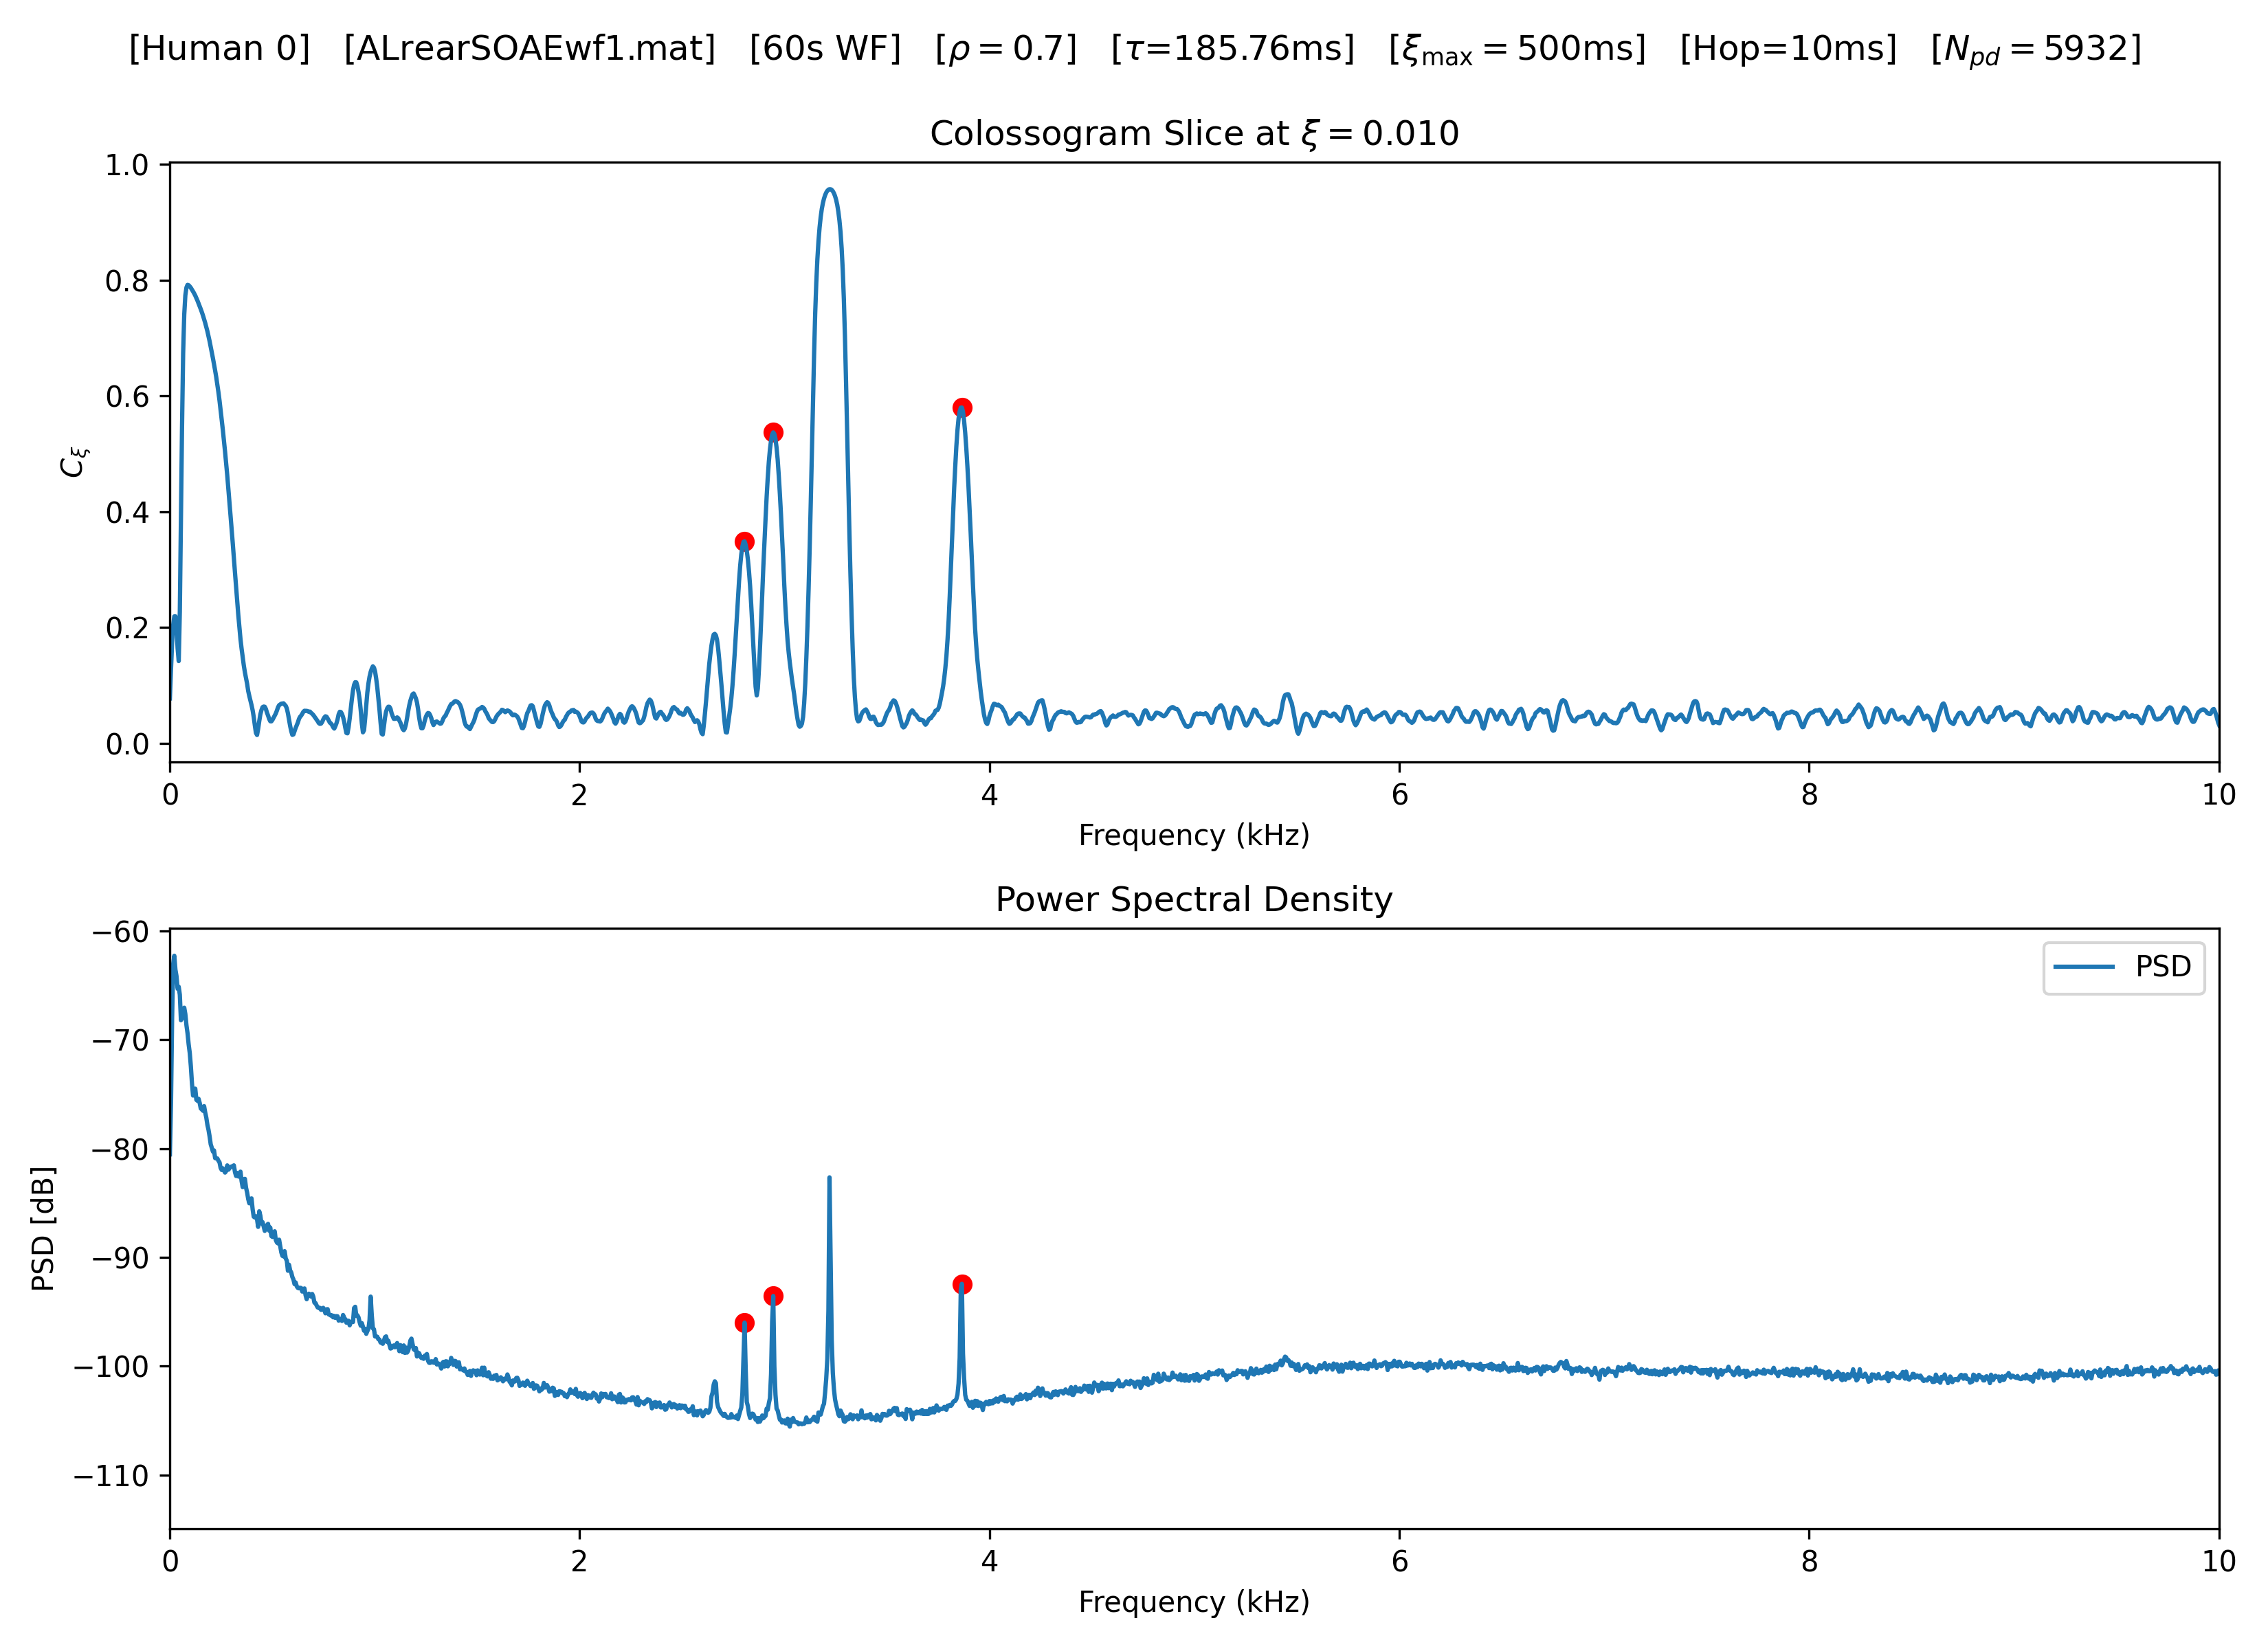 [Human 0] [ALrearSOAEwf1.mat] [60s WF] [ρ = 0.7] [τ=185.76ms] [ξmax = 500ms] [Hop=10ms] [Npd = 5932]
Colossogram Slice at ξ = 0.010
1.0
0.8
0.6
0.4
0.2
0.0
Cξ
0 2 4 6 8 10
Frequency (kHz)
Power Spectral Density
−60
−70
−80
−90
−100
−110
PSD [dB]
PSD
0 2 4 6 8 10
Frequency (kHz)